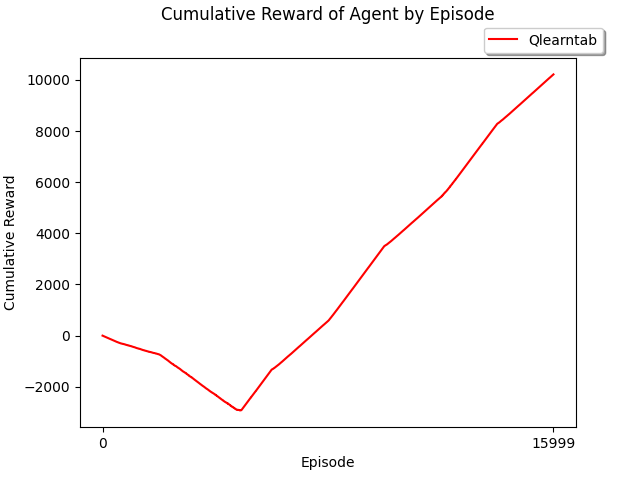 Cumulative Reward of Agent by Episode
Qlearntab
10000
8000
6000
4000
2000
0
−2000
Cumulative Reward
0
15999
Episode